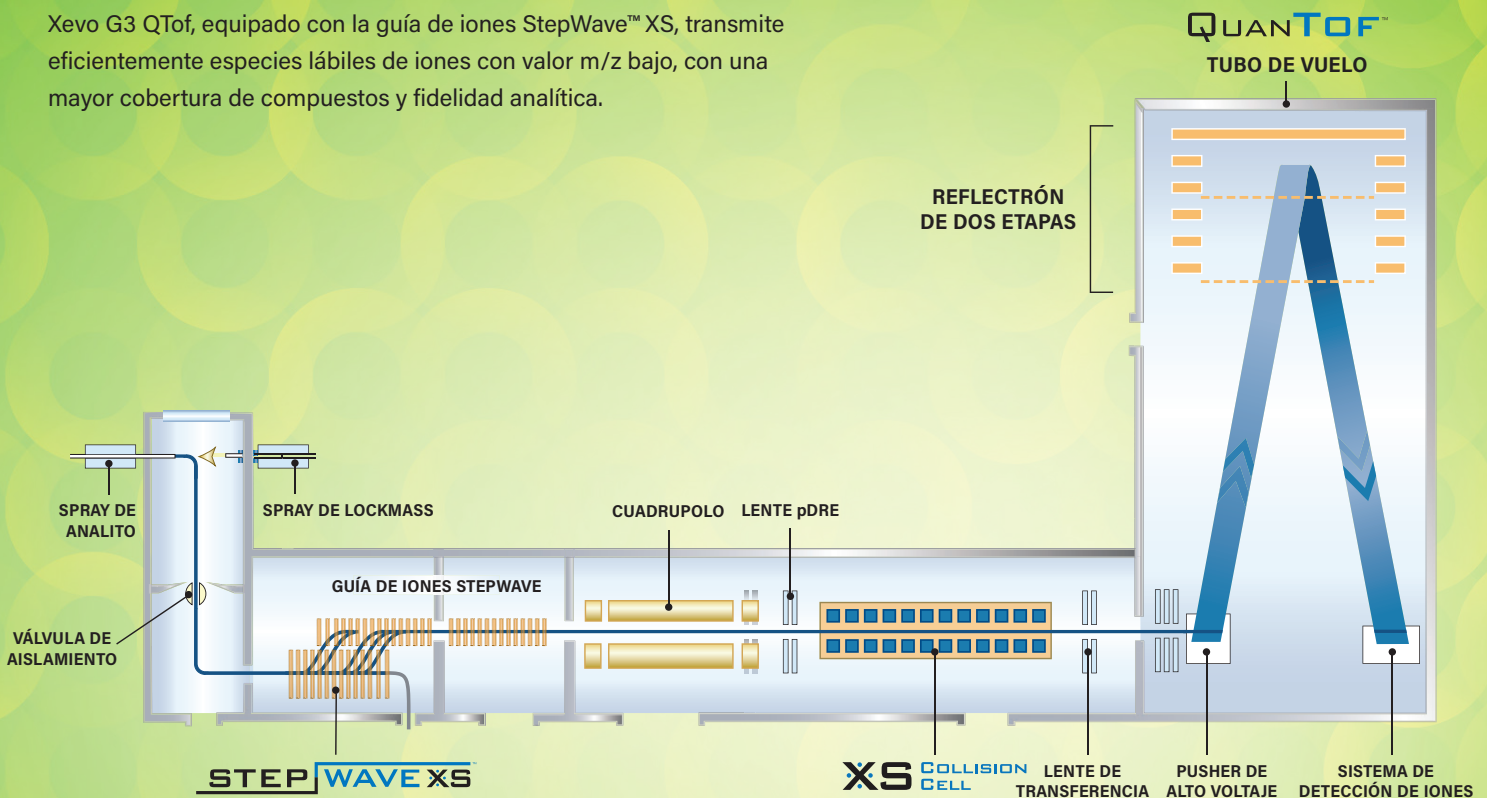 Xevo G3 QTof, equipado con la guía de iones StepWave™ XS, transmite
eficientemente especies lábiles de iones con valor m/z bajo, con una
mayor cobertura de compuestos y fidelidad analítica.
QUANTOF™
TUBO DE VUELO
REFLECTRÓN
DE DOS ETAPAS
SPRAY DE
ANALITO
SPRAY DE LOCKMASS
CUADRUPOLO
LENTE pDRE
GUÍA DE IONES STEPWAVE
VÁLVULA DE
AISLAMIENTO
STEPWAVE XS™
XS COLLISION
CELL
LENTE DE
TRANSFERENCIA
PUSHER DE
ALTO VOLTAJE
SISTEMA DE
DETECCIÓN DE IONES